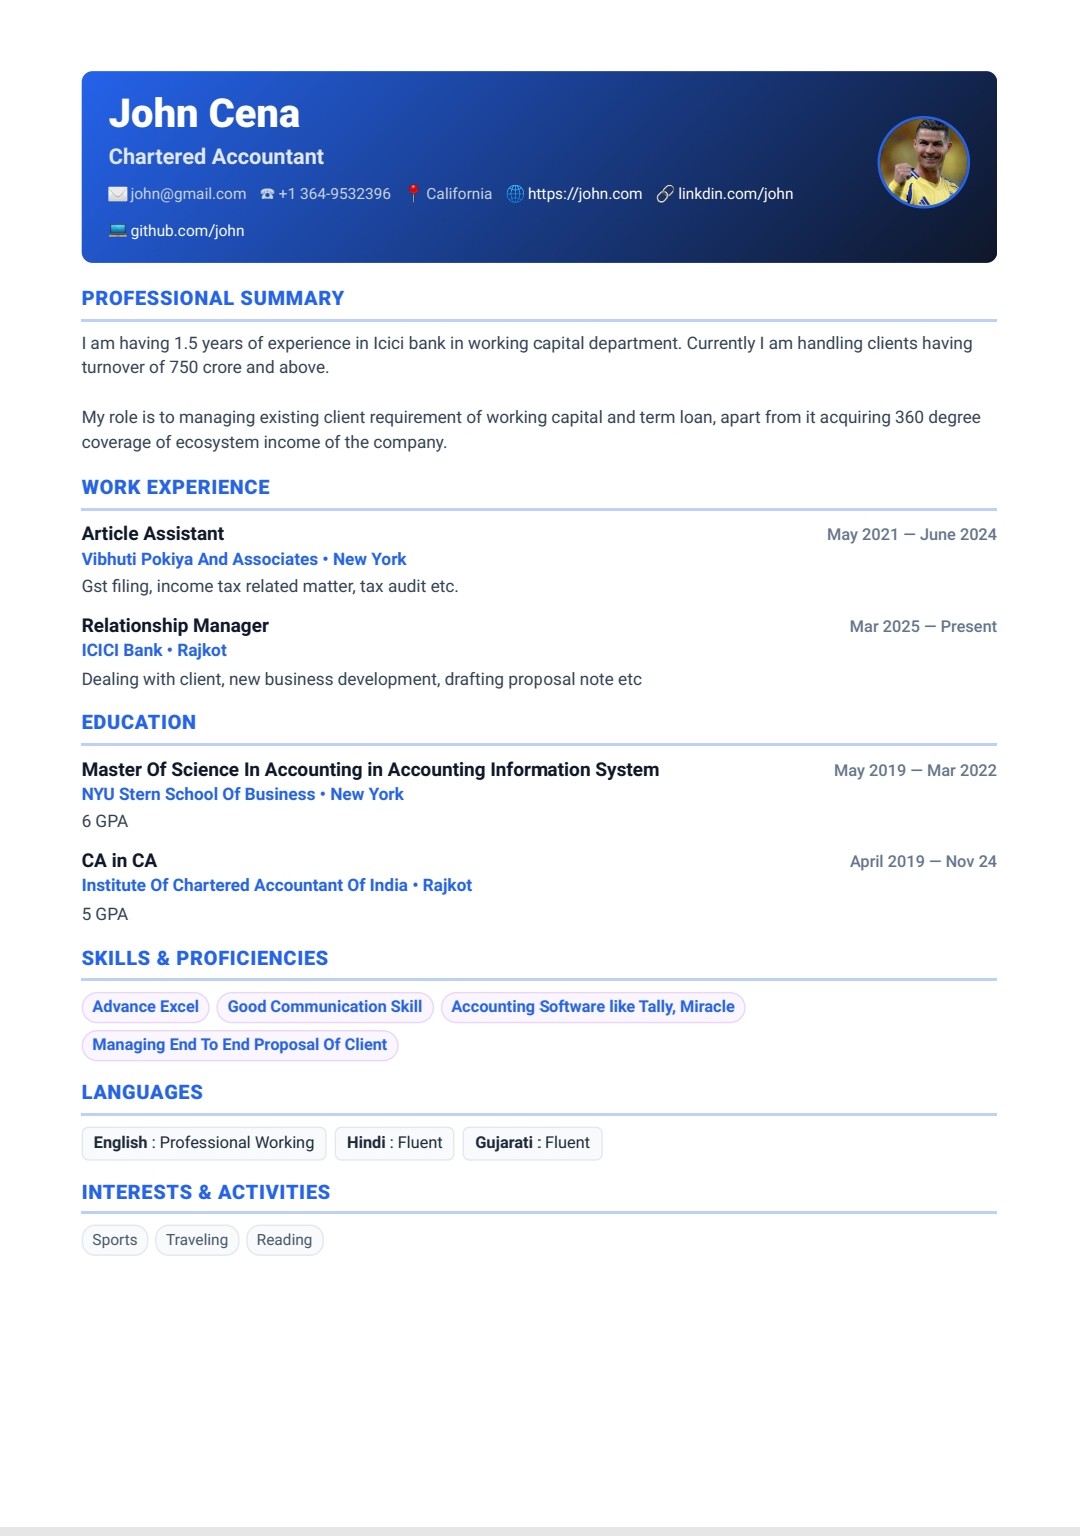 John Cena
Chartered Accountant
john@gmail.com +1 364-9532396 California https://john.com linkdin.com/john
github.com/john
PROFESSIONAL SUMMARY
I am having 1.5 years of experience in Icici bank in working capital department. Currently I am handling clients having
turnover of 750 crore and above.
My role is to managing existing client requirement of working capital and term loan, apart from it acquiring 360 degree
coverage of ecosystem income of the company.
WORK EXPERIENCE
Article Assistant May 2021 — June 2024
Vibhuti Pokiya And Associates • New York
Gst filing, income tax related matter, tax audit etc.
Relationship Manager Mar 2025 — Present
ICICI Bank • Rajkot
Dealing with client, new business development, drafting proposal note etc
EDUCATION
Master Of Science In Accounting in Accounting Information System May 2019 — Mar 2022
NYU Stern School Of Business • New York
6 GPA
CA in CA April 2019 — Nov 24
Institute Of Chartered Accountant Of India • Rajkot
5 GPA
SKILLS & PROFICIENCIES
Advance Excel Good Communication Skill Accounting Software like Tally, Miracle
Managing End To End Proposal Of Client
LANGUAGES
English : Professional Working Hindi : Fluent Gujarati : Fluent
INTERESTS & ACTIVITIES
Sports Traveling Reading